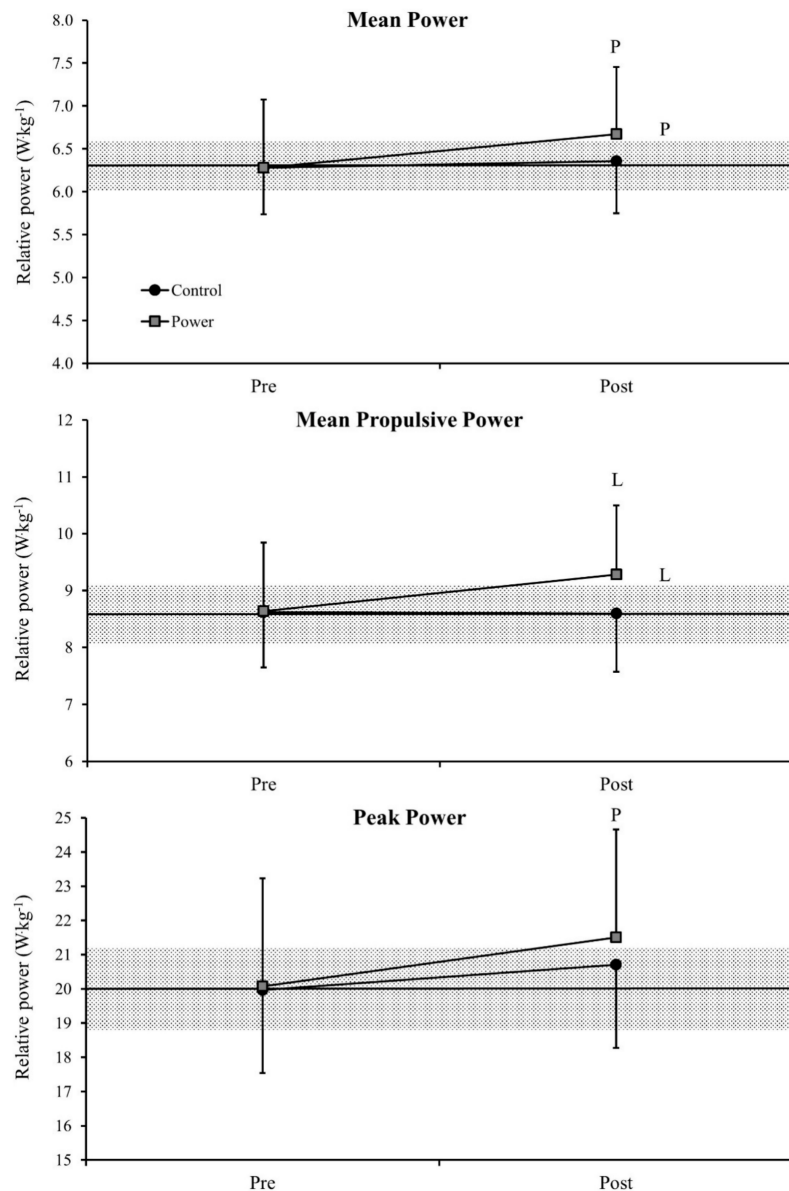 Mean Power
P
P
8.0
7.5
7.0
6.5
6.0
5.5
5.0
4.5
4.0
Relative power (W·kg-1)
Control
Power
Pre
Post
Mean Propulsive Power
L
L
12
11
10
9
8
7
6
Relative power (W·kg-1)
Pre
Post
Peak Power
P
25
24
23
22
21
20
19
18
17
16
15
Relative power (W·kg-1)
Pre
Post